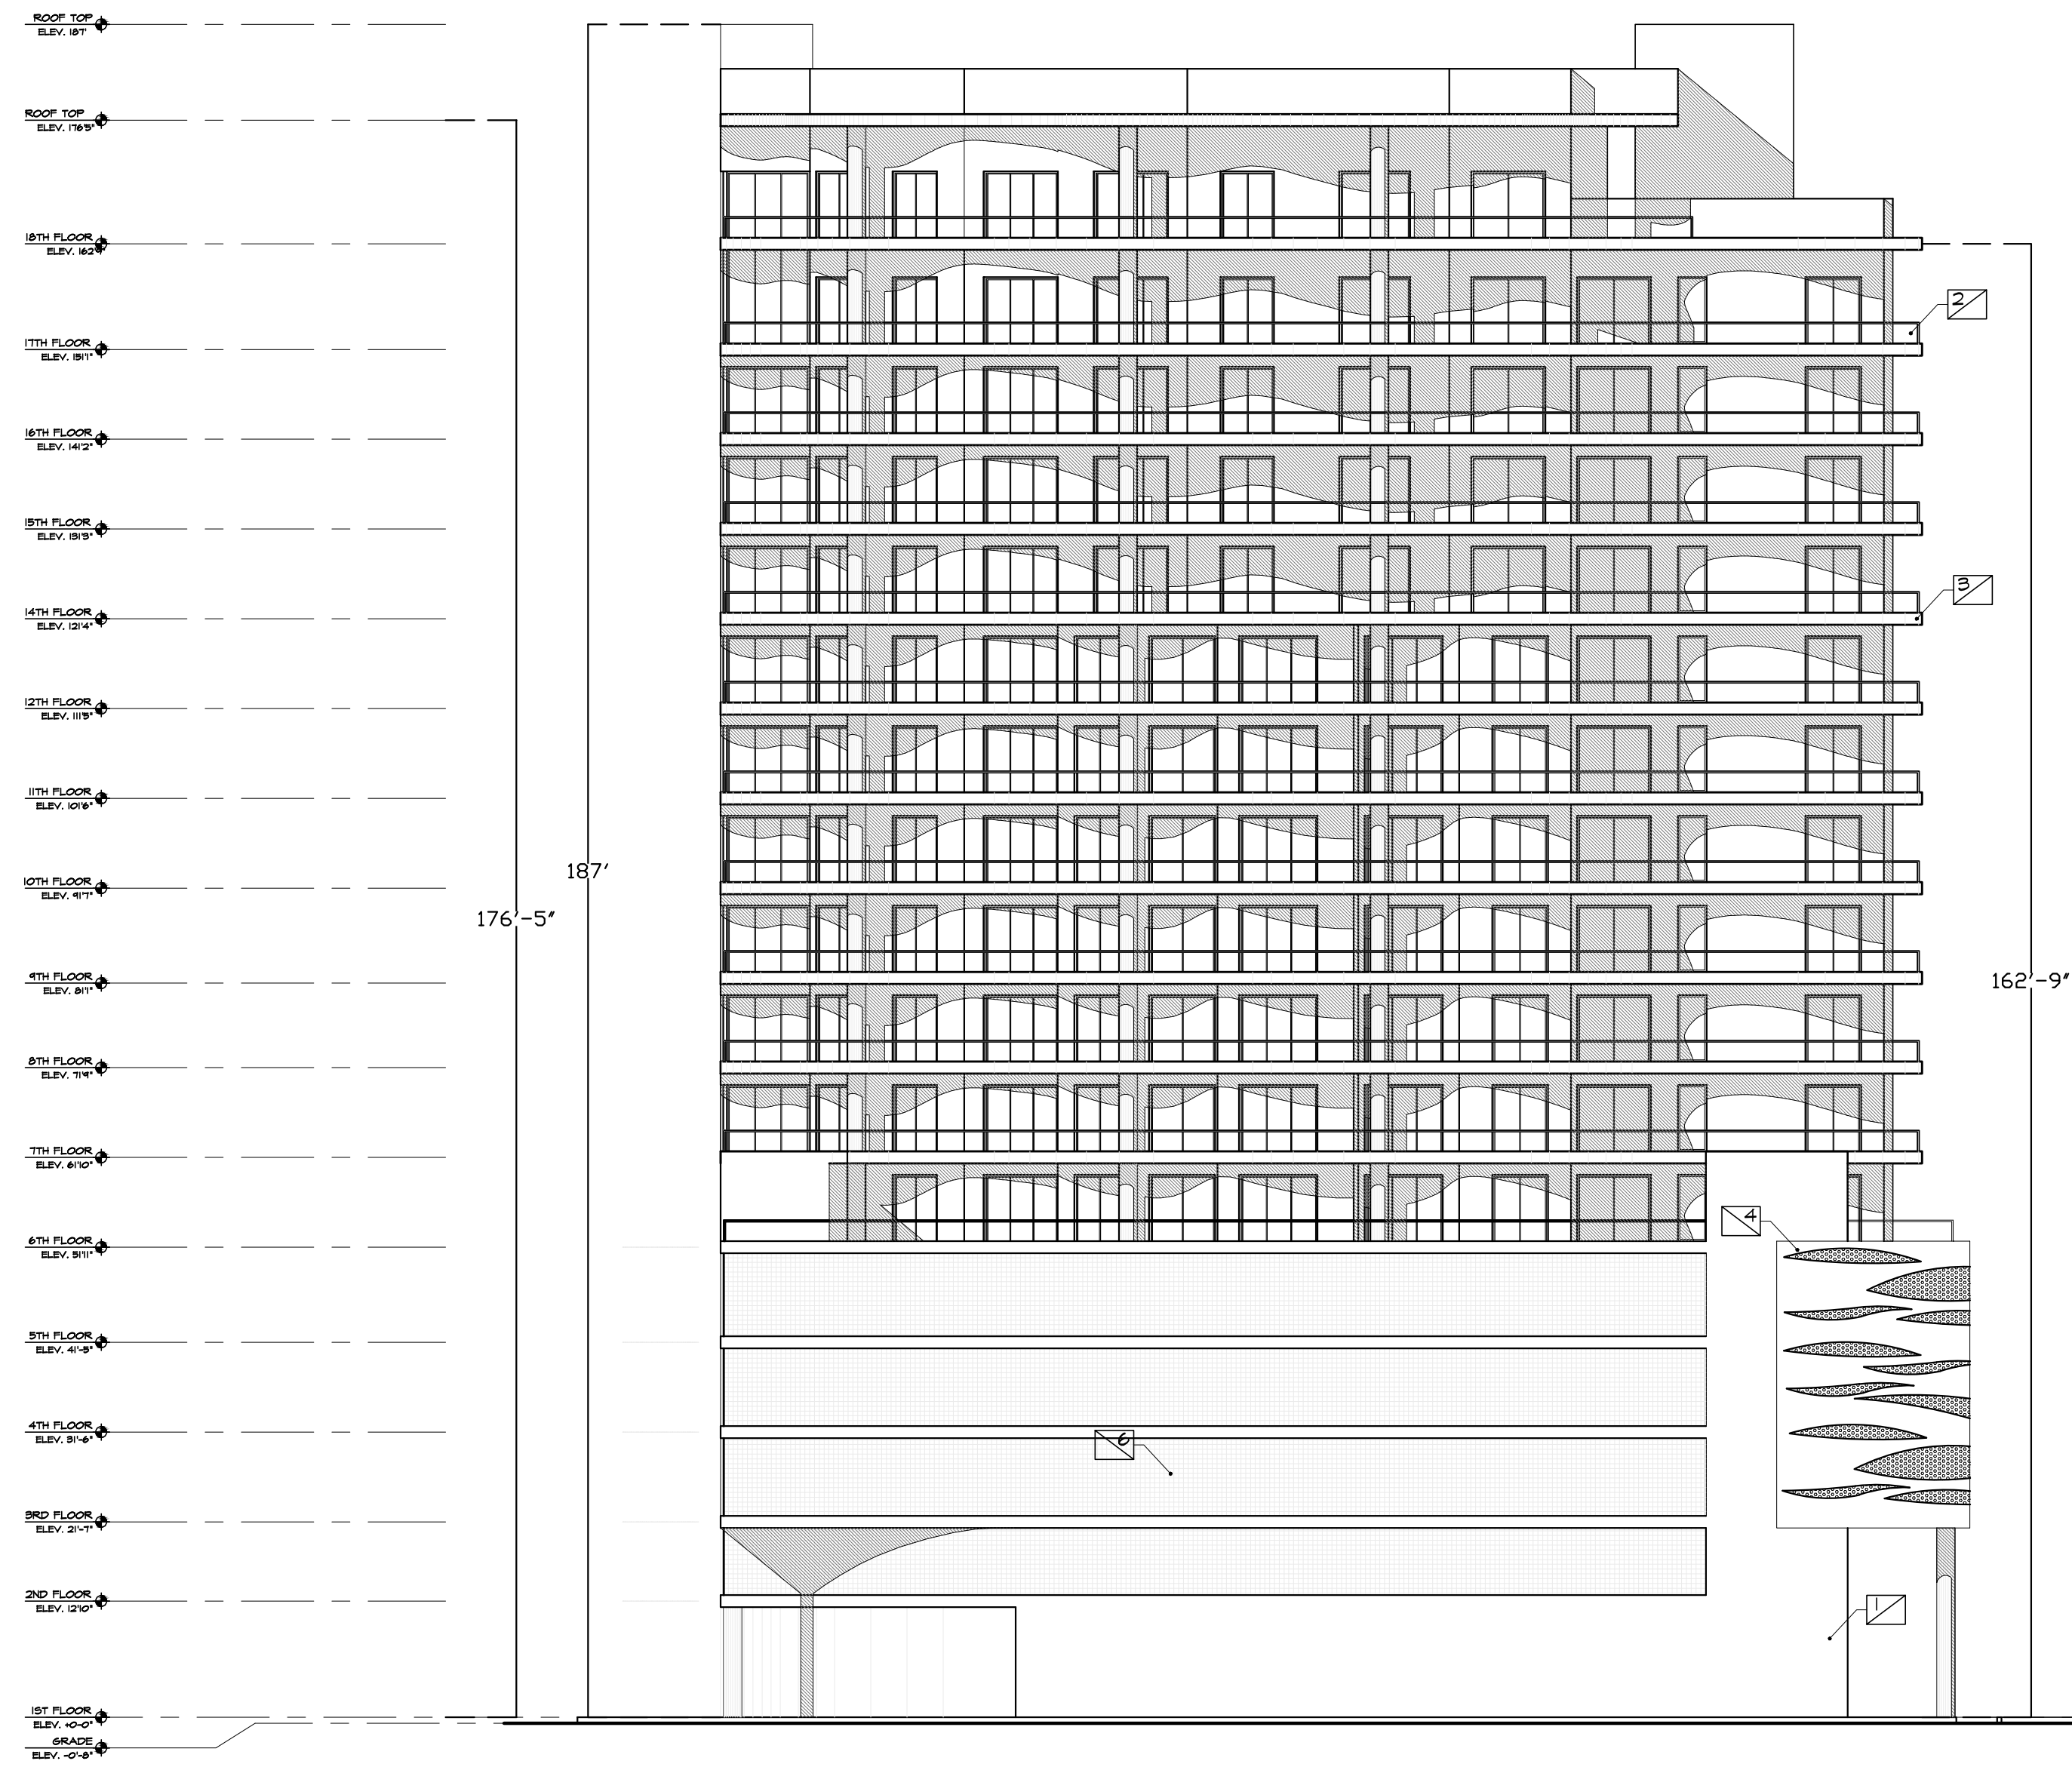 ROOF TOP
ELEV. 187'
ROOF TOP
ELEV. 176'5"
18TH FLOOR
ELEV. 162'
17TH FLOOR
ELEV. 151'1"
2
16TH FLOOR
ELEV. 141'2"
15TH FLOOR
ELEV. 131'3"
3
14TH FLOOR
ELEV. 121'4"
12TH FLOOR
ELEV. 111'5"
11TH FLOOR
ELEV. 101'6"
187'
10TH FLOOR
ELEV. 91'7"
176'-5"
9TH FLOOR
ELEV. 81'1"
162'-9"
8TH FLOOR
ELEV. 71'9"
7TH FLOOR
ELEV. 61'10"
4
6TH FLOOR
ELEV. 51'11"
5TH FLOOR
ELEV. 41'-5"
4TH FLOOR
ELEV. 31'-6"
6
3RD FLOOR
ELEV. 21'-7"
2ND FLOOR
ELEV. 12'10"
1
1ST FLOOR
ELEV. +0-0"
GRADE
ELEV. -0'-8"